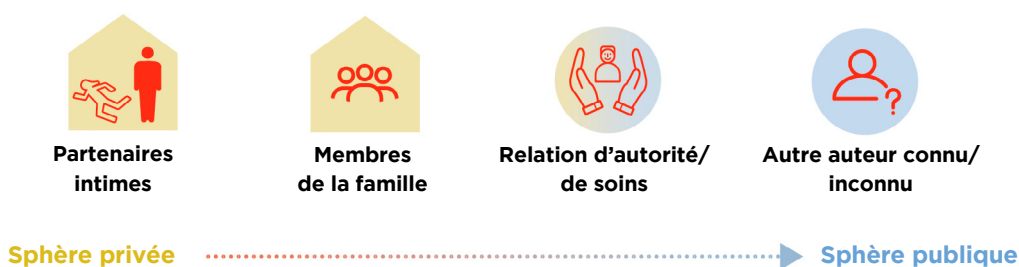 Partenaires
intimes
Membres
de la famille
Relation d’autorité/
de soins
Autre auteur connu/
inconnu
Sphère privée
Sphère publique